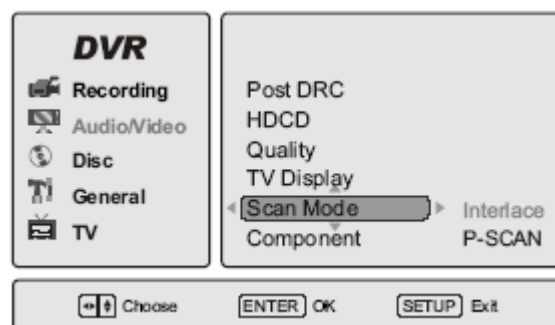 DVR
Recording
Audio/Video
Disc
General
TV
Post DRC
HDCD
Quality
TV Display
Scan Mode Interlace
Component P-SCAN
Choose ENTER OK SETUP Exit